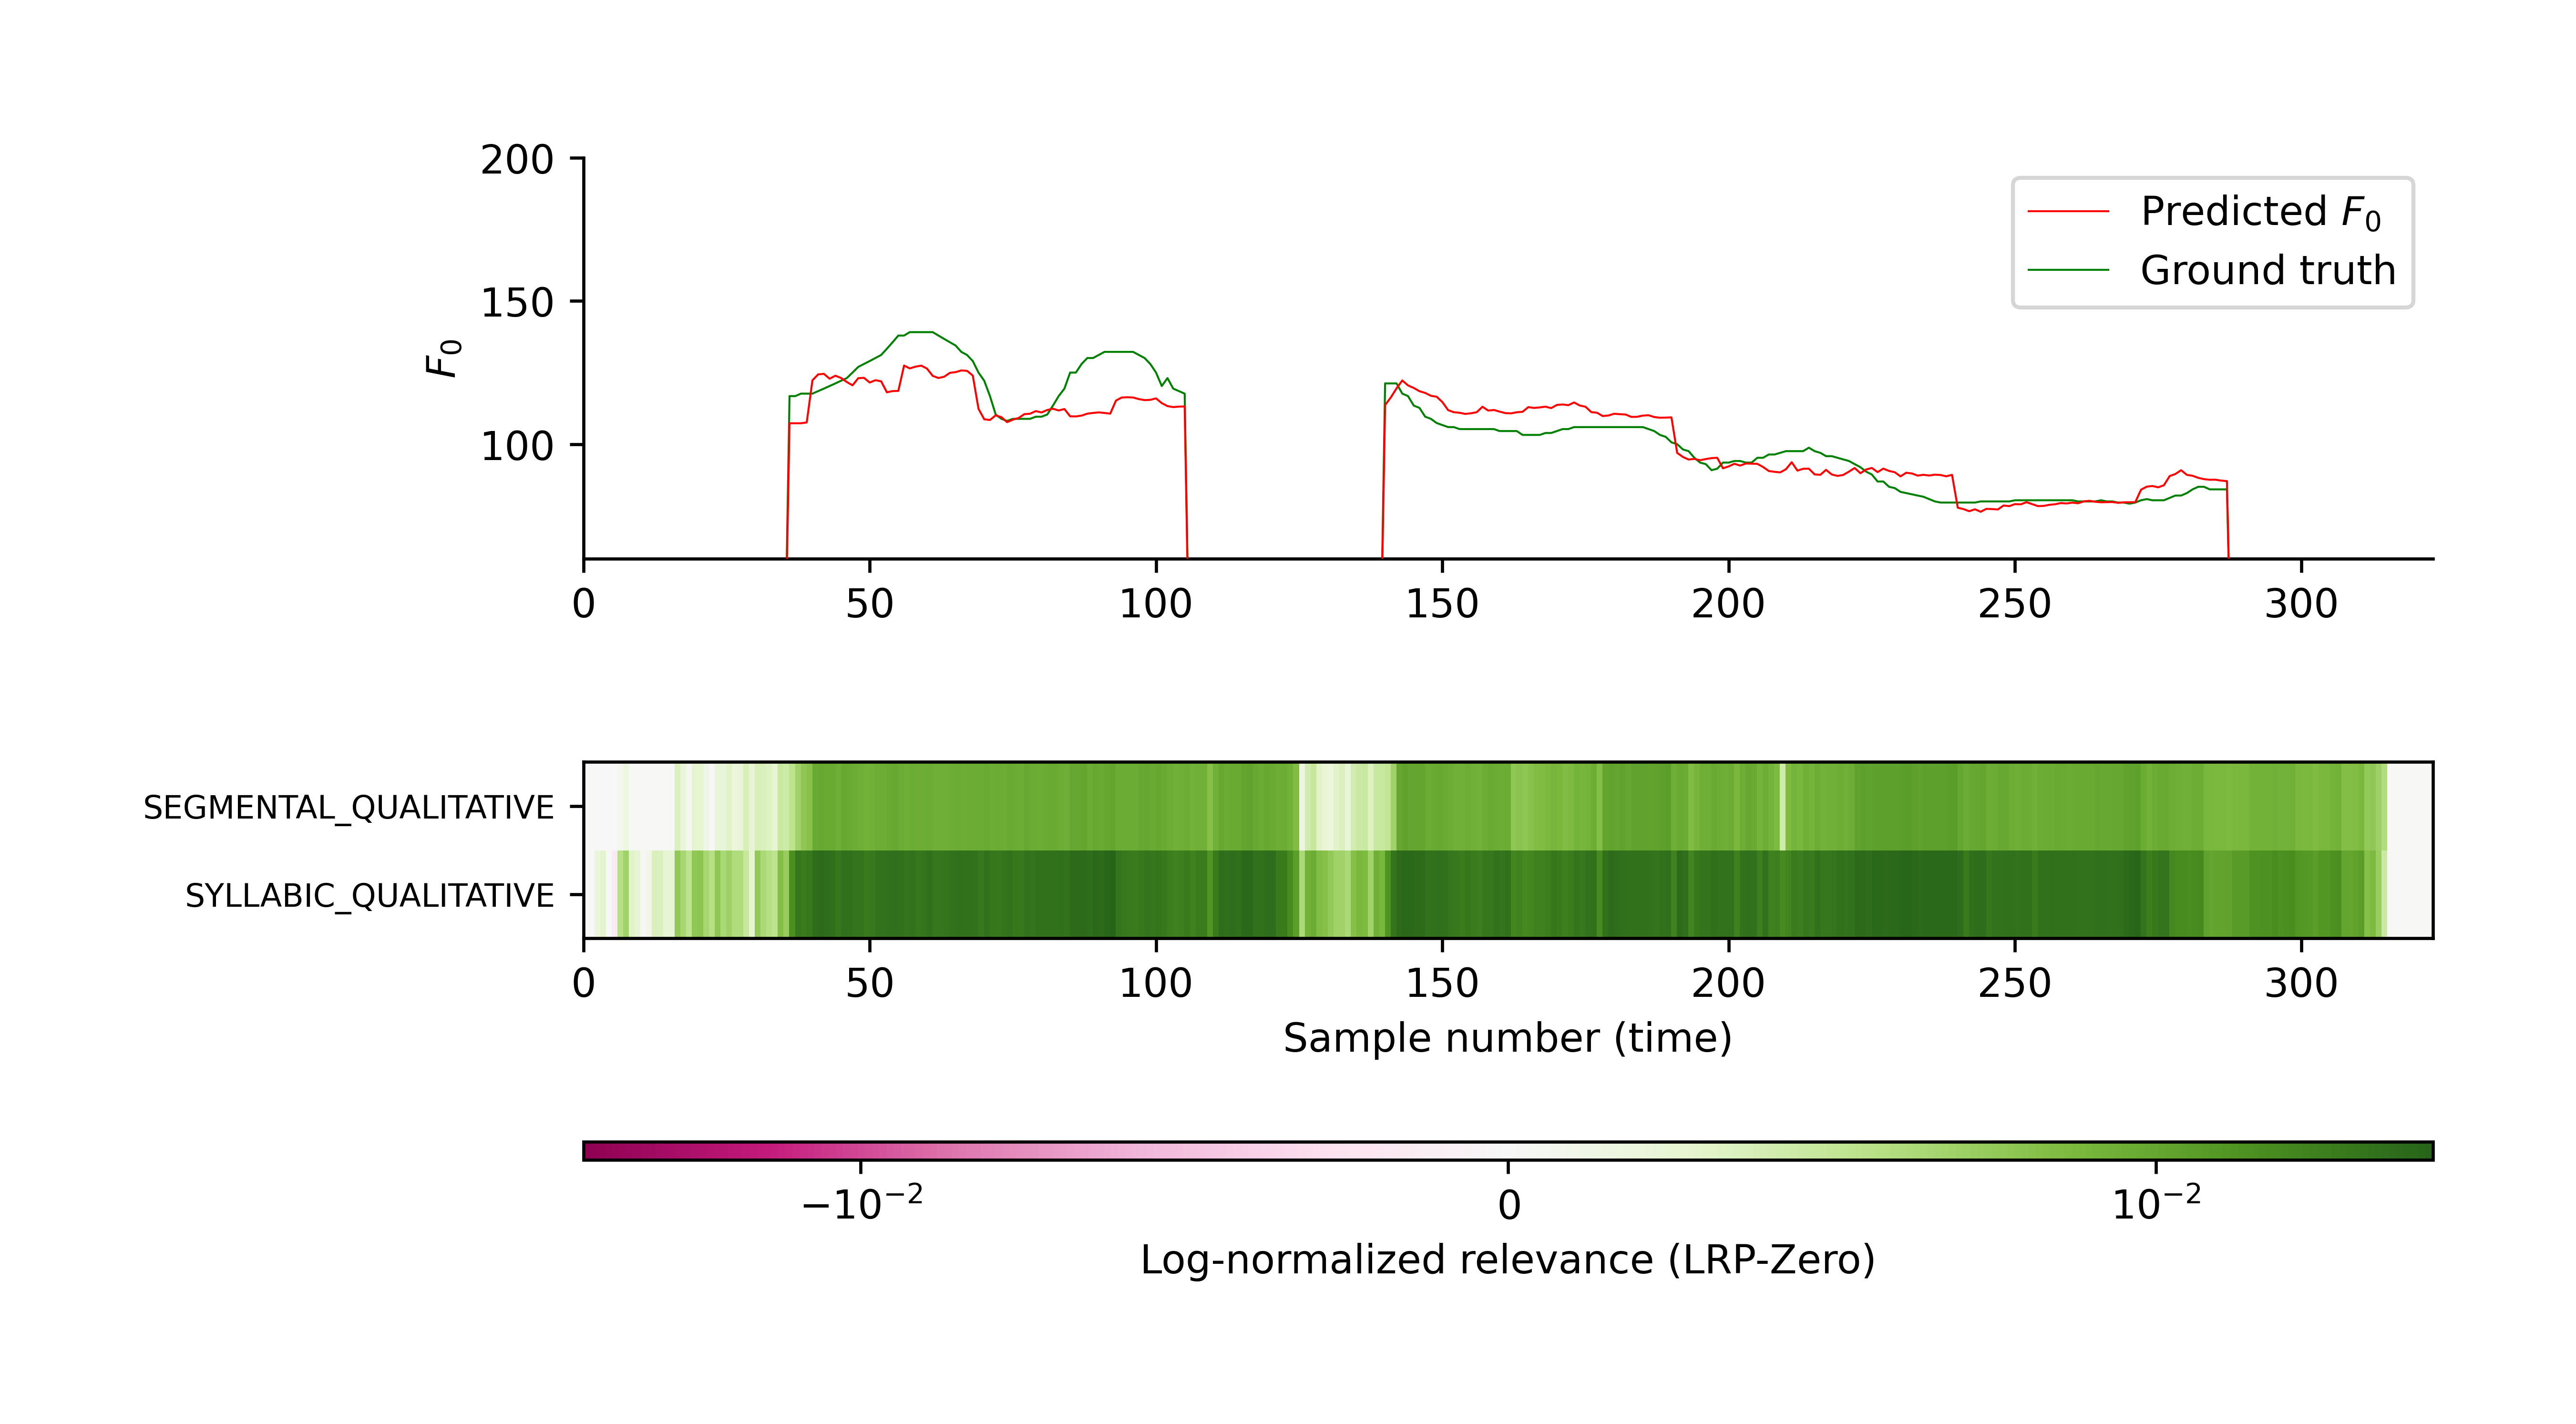 200
150
100
F₀
Predicted F₀
Ground truth
0 50 100 150 200 250 300
SEGMENTAL_QUALITATIVE
SYLLABIC_QUALITATIVE
0 50 100 150 200 250 300
Sample number (time)
−10⁻² 0 10⁻²
Log-normalized relevance (LRP-Zero)